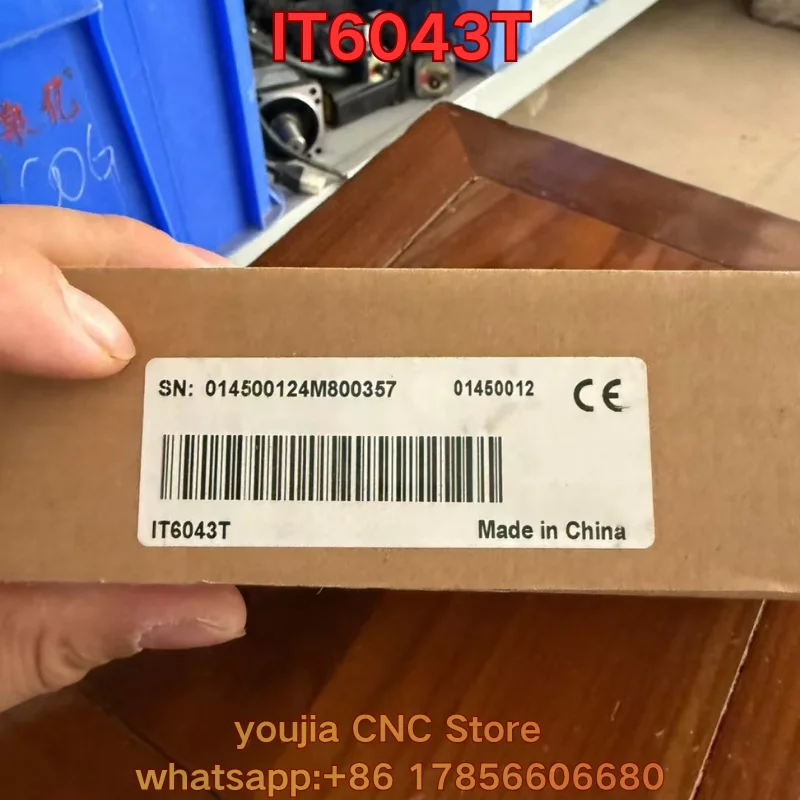 IT6043T
SN: 014500124M800357 01450012 CE
IT6043T Made in China
youjia CNC Store
whatsapp:+86 17856606680